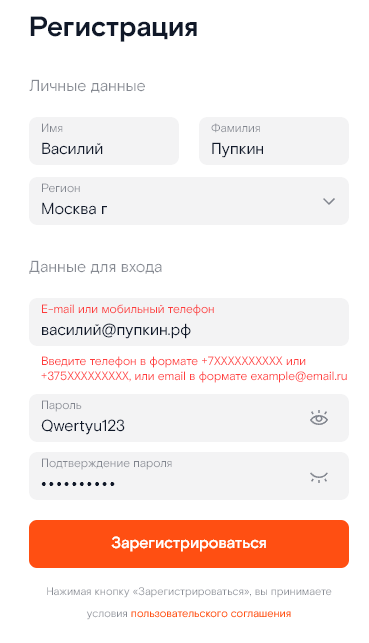 Регистрация
Личные данные
Имя
Василий
Фамилия
Пупкин
Регион
Москва г
Данные для входа
E-mail или мобильный телефон
василий@пупкин.рф
Введите телефон в формате +7XXXXXXXXXX или
+375XXXXXXXXX, или email в формате example@email.ru
Пароль
Qwertyu123
Подтверждение пароля
••••••••••
Зарегистрироваться
Нажимая кнопку «Зарегистрироваться», вы принимаете
условия пользовательского соглашения